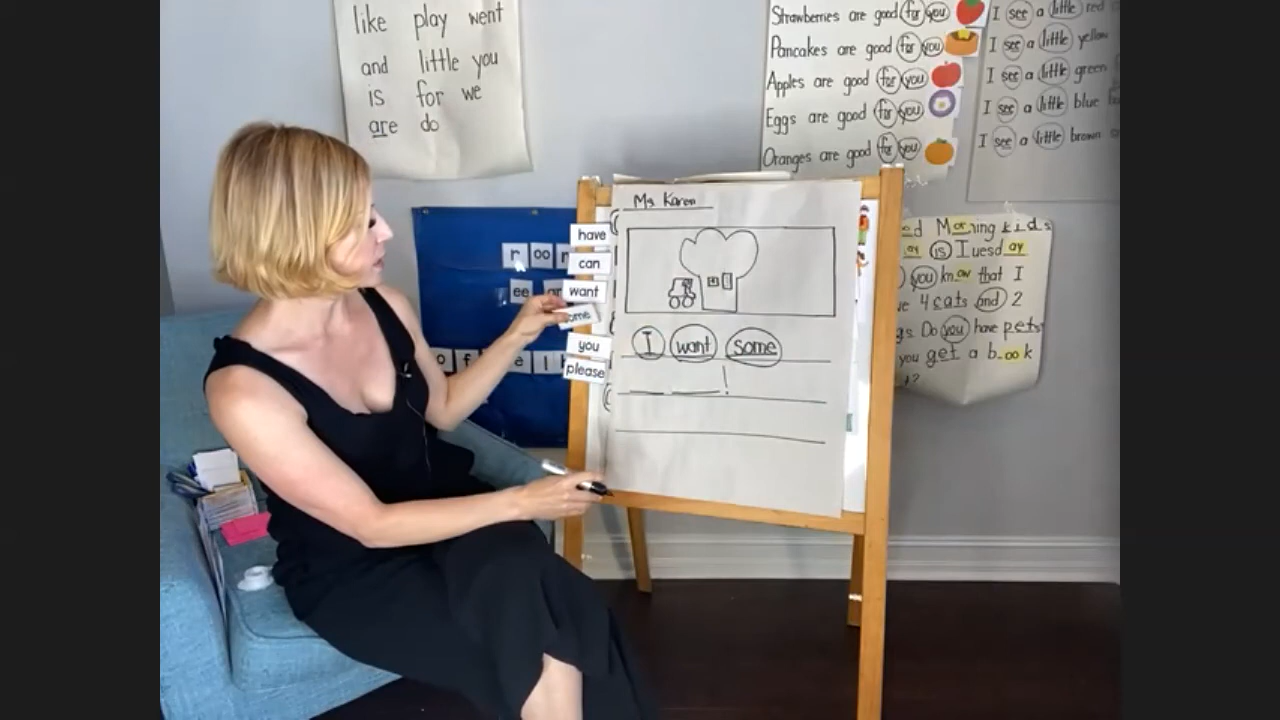 like play went
and little you
is for we
are do
Strawberries are good for you
Pancakes are good for you
Apples are good for you
Eggs are good for you
Oranges are good for you
I see a little red
I see a little yellow
I see a little green
I see a little blue
I see a little brown
Morning kids
ay is Tuesday
you know that I
4 cats and 2
Do you have pets
you get a book
r oo
ee ar
o f e l
have
can
want
ome
you
please
Ms. Karen
I want some